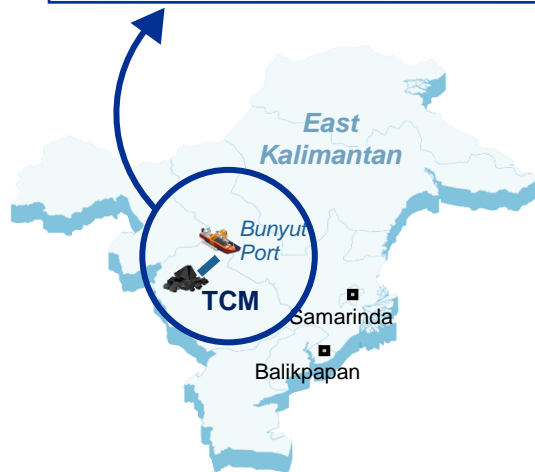 East
Kalimantan
Bunyut
Port
TCM
Samarinda
Balikpapan